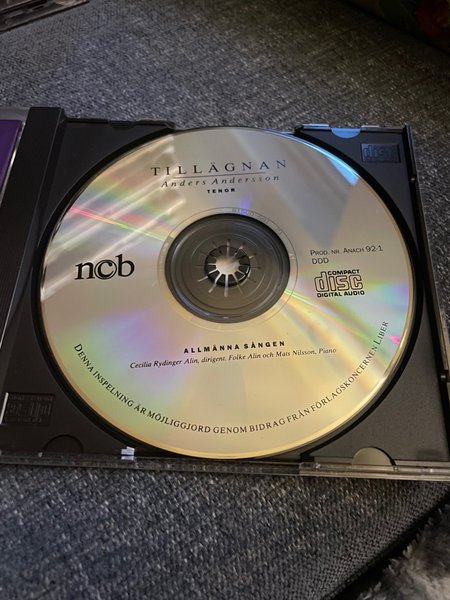 TILLÄGNAN
Anders Andersson
TENOR
ncb
PROD. NR. ANACH 92-1
DDD
COMPACT
disc
DIGITAL AUDIO
ALLMÄNNA SÅNGEN
Cecilia Rydinger Alin, dirigent. Folke Alin och Mats Nilsson, Piano
DENNA INSPELNING ÄR MÖJLIGGJORD GENOM BIDRAG FRÅN FÖRLAGSKONCERNEN LIBER